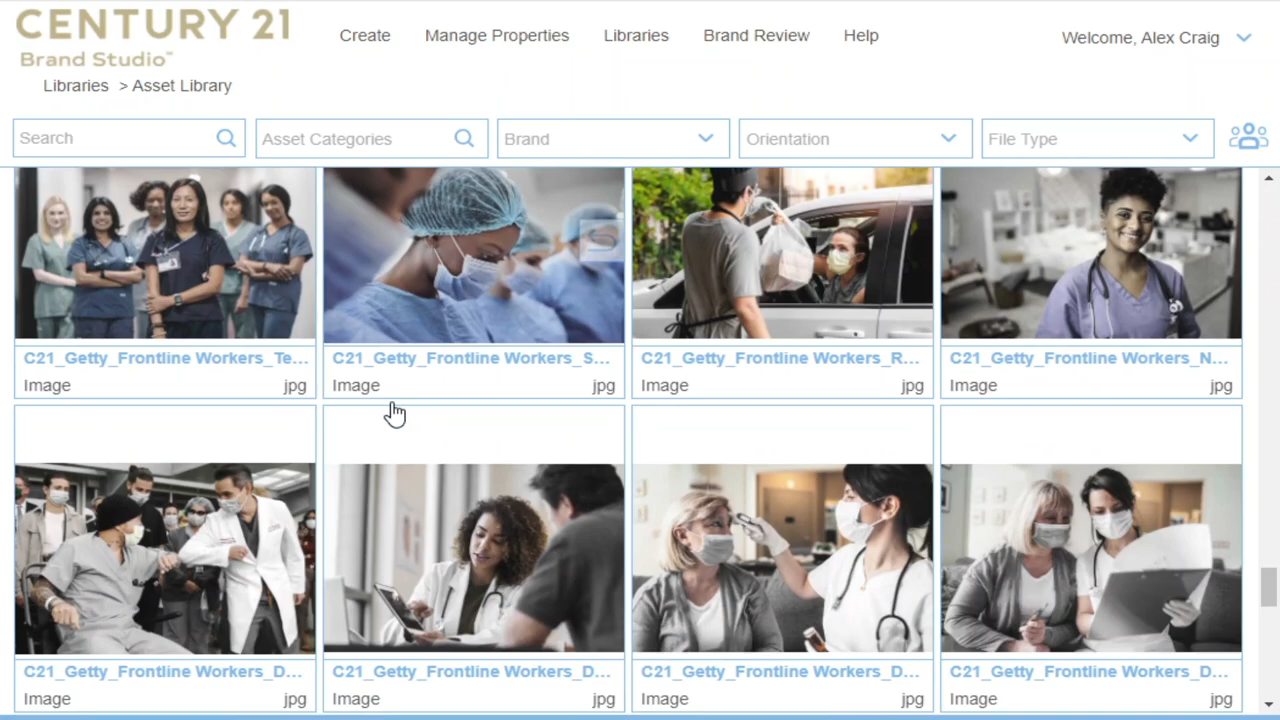 CENTURY 21
Brand Studio™
Create Manage Properties Libraries Brand Review Help
Welcome, Alex Craig
Libraries > Asset Library
Search Asset Categories Brand Orientation File Type
C21_Getty_Frontline Workers_Te... C21_Getty_Frontline Workers_S... C21_Getty_Frontline Workers_R... C21_Getty_Frontline Workers_N...
Image jpg Image jpg Image jpg Image jpg
C21_Getty_Frontline Workers_D... C21_Getty_Frontline Workers_D... C21_Getty_Frontline Workers_D... C21_Getty_Frontline Workers_D...
Image jpg Image jpg Image jpg Image jpg